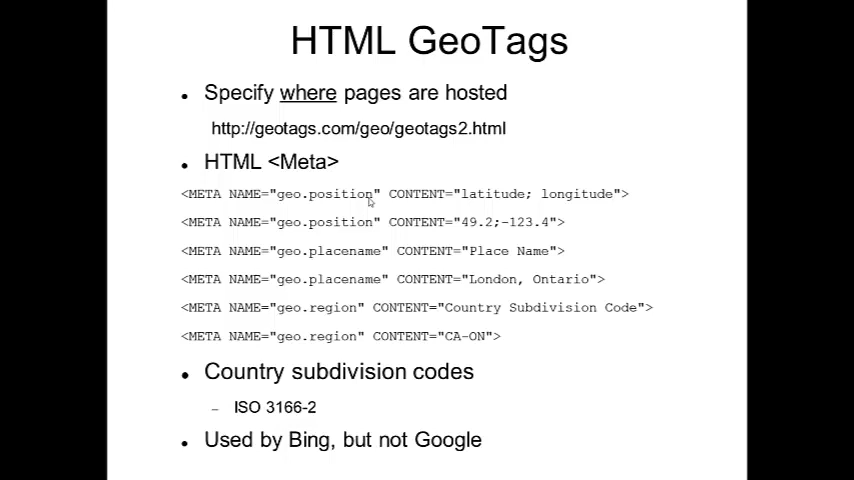 HTML GeoTags
• Specify where pages are hosted
http://geotags.com/geo/geotags2.html
• HTML <Meta>
<META NAME="geo.position" CONTENT="latitude; longitude">
<META NAME="geo.position" CONTENT="49.2;-123.4">
<META NAME="geo.placename" CONTENT="Place Name">
<META NAME="geo.placename" CONTENT="London, Ontario">
<META NAME="geo.region" CONTENT="Country Subdivision Code">
<META NAME="geo.region" CONTENT="CA-ON">
• Country subdivision codes
– ISO 3166-2
• Used by Bing, but not Google